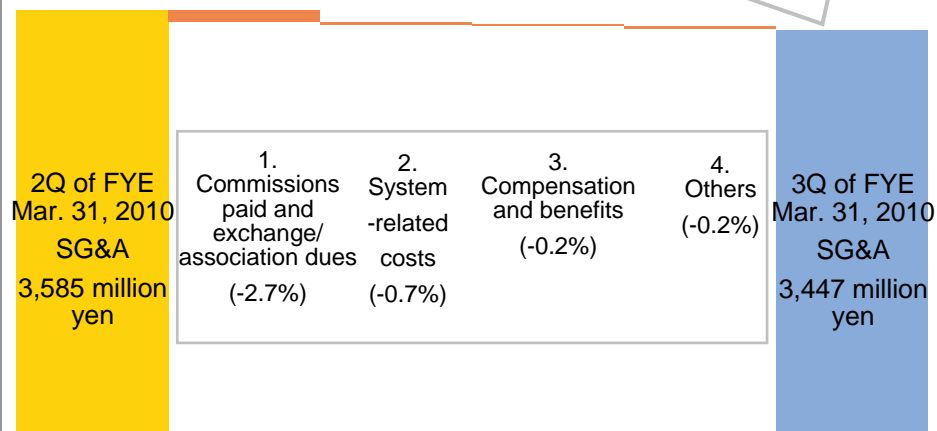 2Q of FYE
Mar. 31, 2010
SG&A
3,585 million
yen
1.
Commissions
paid and
exchange/
association dues
(-2.7%)
2.
System
-related
costs
(-0.7%)
3.
Compensation
and benefits
(-0.2%)
4.
Others
(-0.2%)
3Q of FYE
Mar. 31, 2010
SG&A
3,447 million
yen